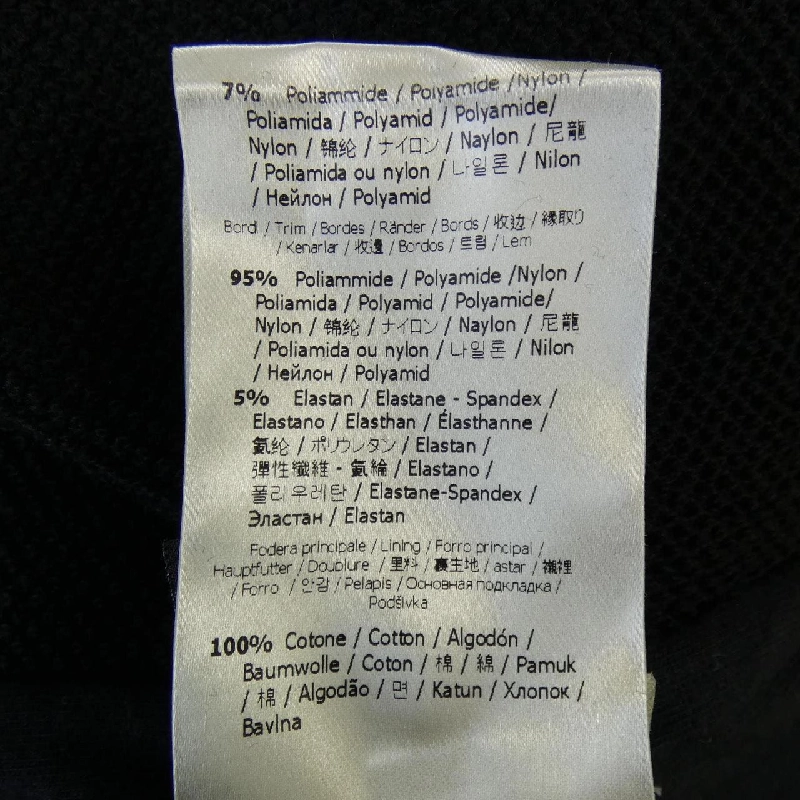 7% Poliammide / Polyamide /Nylon /
Poliamida / Polyamid / Polyamide/
Nylon / 锦纶 / ナイロン / Naylon / 尼龍
/ Poliamida ou nylon / 나일론 / Nilon
/ Нейлон / Polyamid
Bord / Trim / Bordes / Ränder / Bords / 收边 / 縁取り
/ Kenarlar / 收邊 / Bordos / 트림 / Lem
95% Poliammide / Polyamide /Nylon /
Poliamida / Polyamid / Polyamide/
Nylon / 锦纶 / ナイロン / Naylon / 尼龍
/ Poliamida ou nylon / 나일론 / Nilon
/ Нейлон / Polyamid
5% Elastan / Elastane - Spandex /
Elastano / Elasthan / Élasthanne /
氨纶 / ポリウレタン / Elastan /
彈性纖維 - 氨綸 / Elastano /
폴리우레탄 / Elastane-Spandex /
Эластан / Elastan
Fodera principale / Lining / Forro principal /
Hauptfutter / Doublure / 里料 / 裏生地 / astar / 襯裡
/ Forro / 안감 / Pelapis / Основная подкладка /
Podšívka
100% Cotone / Cotton / Algodón /
Baumwolle / Coton / 棉 / 綿 / Pamuk
/ 棉 / Algodão / 면 / Katun / Хлопок /
Bavlna